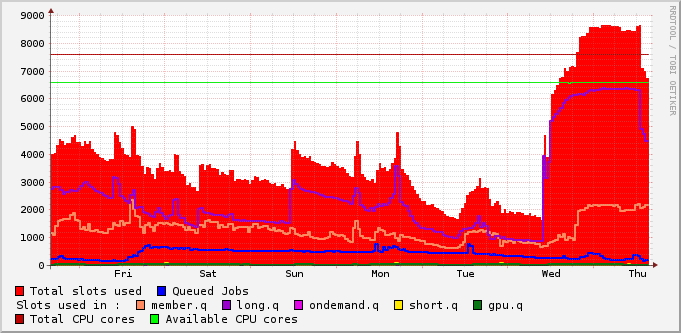 9000
8000
7000
6000
5000
4000
3000
2000
1000
0
Fri Sat Sun Mon Tue Wed Thu
RRDTOOL / TOBI OETIKER
Total slots used Queued Jobs
Slots used in : member.q long.q ondemand.q short.q gpu.q
Total CPU cores Available CPU cores